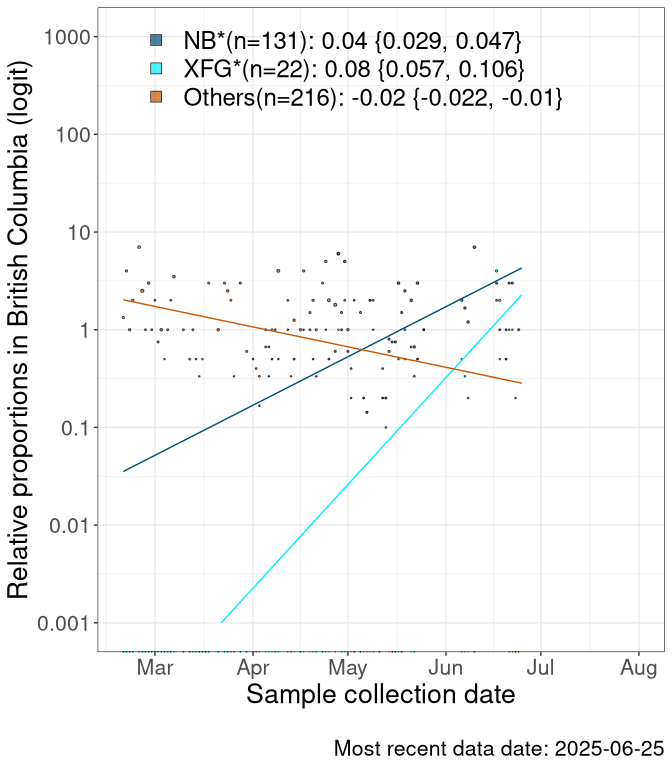 Relative proportions in British Columbia (logit)
NB*(n=131): 0.04 {0.029, 0.047}
XFG*(n=22): 0.08 {0.057, 0.106}
Others(n=216): -0.02 {-0.022, -0.01}
1000
100
10
1
0.1
0.01
0.001
Mar Apr May Jun Jul Aug
Sample collection date
Most recent data date: 2025-06-25